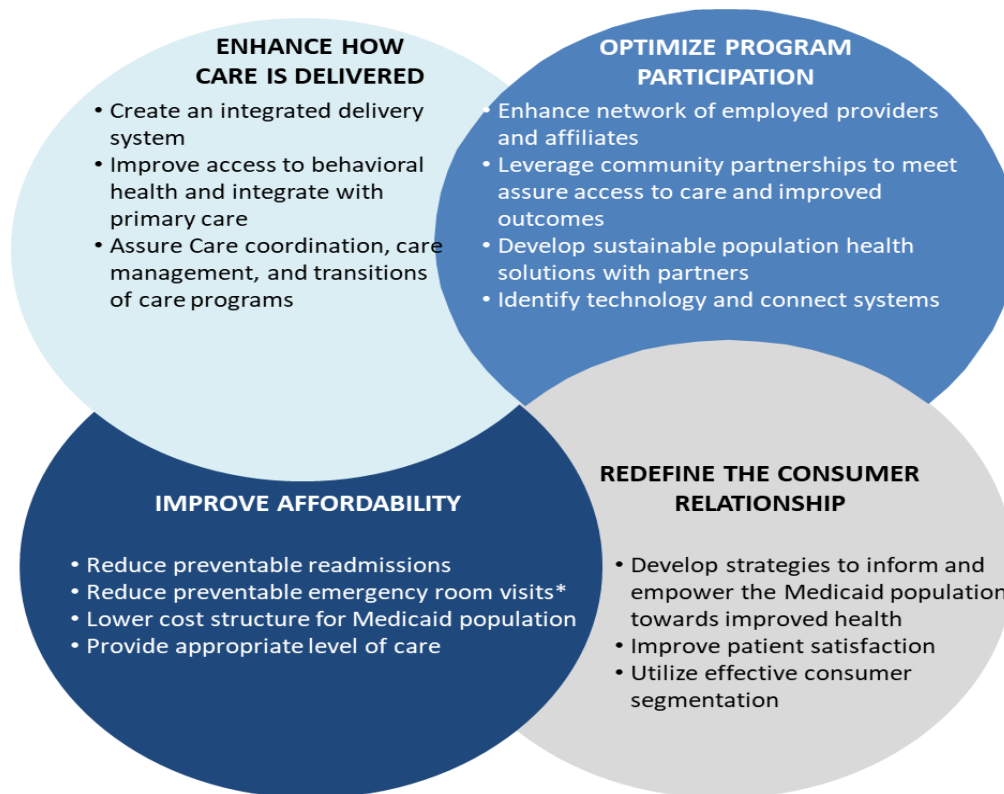 ENHANCE HOW
CARE IS DELIVERED
• Create an integrated delivery
system
• Improve access to behavioral
health and integrate with
primary care
• Assure Care coordination, care
management, and transitions
of care programs
OPTIMIZE PROGRAM
PARTICIPATION
• Enhance network of employed providers
and affiliates
• Leverage community partnerships to meet
assure access to care and improved
outcomes
• Develop sustainable population health
solutions with partners
• Identify technology and connect systems
IMPROVE AFFORDABILITY
• Reduce preventable readmissions
• Reduce preventable emergency room visits*
• Lower cost structure for Medicaid population
• Provide appropriate level of care
REDEFINE THE CONSUMER
RELATIONSHIP
• Develop strategies to inform and
empower the Medicaid population
towards improved health
• Improve patient satisfaction
• Utilize effective consumer
segmentation